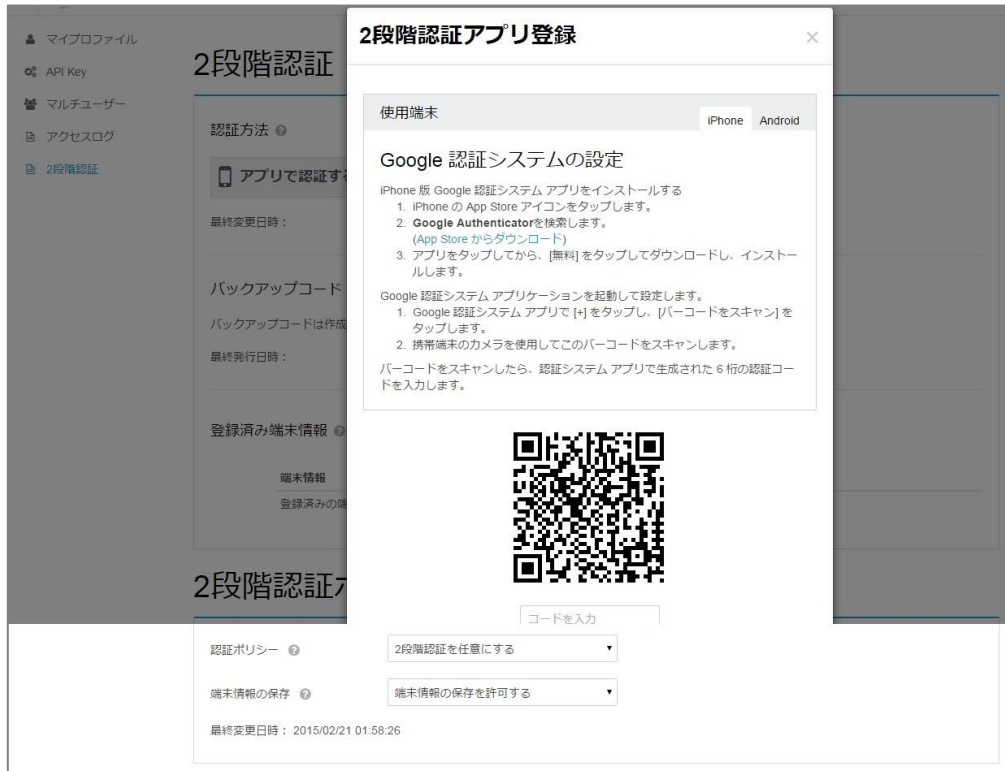 マイプロファイル
API Key
マルチユーザー
アクセスログ
2段階認証
2段階認証
認証方法
アプリで認証する
最終変更日時：
バックアップコード
バックアップコードは作成
最終発行日時：
登録済み端末情報
端末情報
登録済みの端
2段階認証アプリ登録
×
使用端末
iPhone Android
Google 認証システムの設定
iPhone 版 Google 認証システム アプリをインストールする
1. iPhone の App Store アイコンをタップします。
2. Google Authenticatorを検索します。
(App Store からダウンロード)
3. アプリをタップしてから、[無料] をタップしてダウンロードし、インストー
ルします。
Google 認証システム アプリケーションを起動して設定します。
1. Google 認証システム アプリで [+] をタップし、[バーコードをスキャン] を
タップします。
2. 携帯端末のカメラを使用してこのバーコードをスキャンします。
バーコードをスキャンしたら、認証システム アプリで生成された 6 桁の認証コー
ドを入力します。
コードを入力
2段階認証ポ
認証ポリシー
2段階認証を任意にする
端末情報の保存
端末情報の保存を許可する
最終変更日時： 2015/02/21 01:58:26